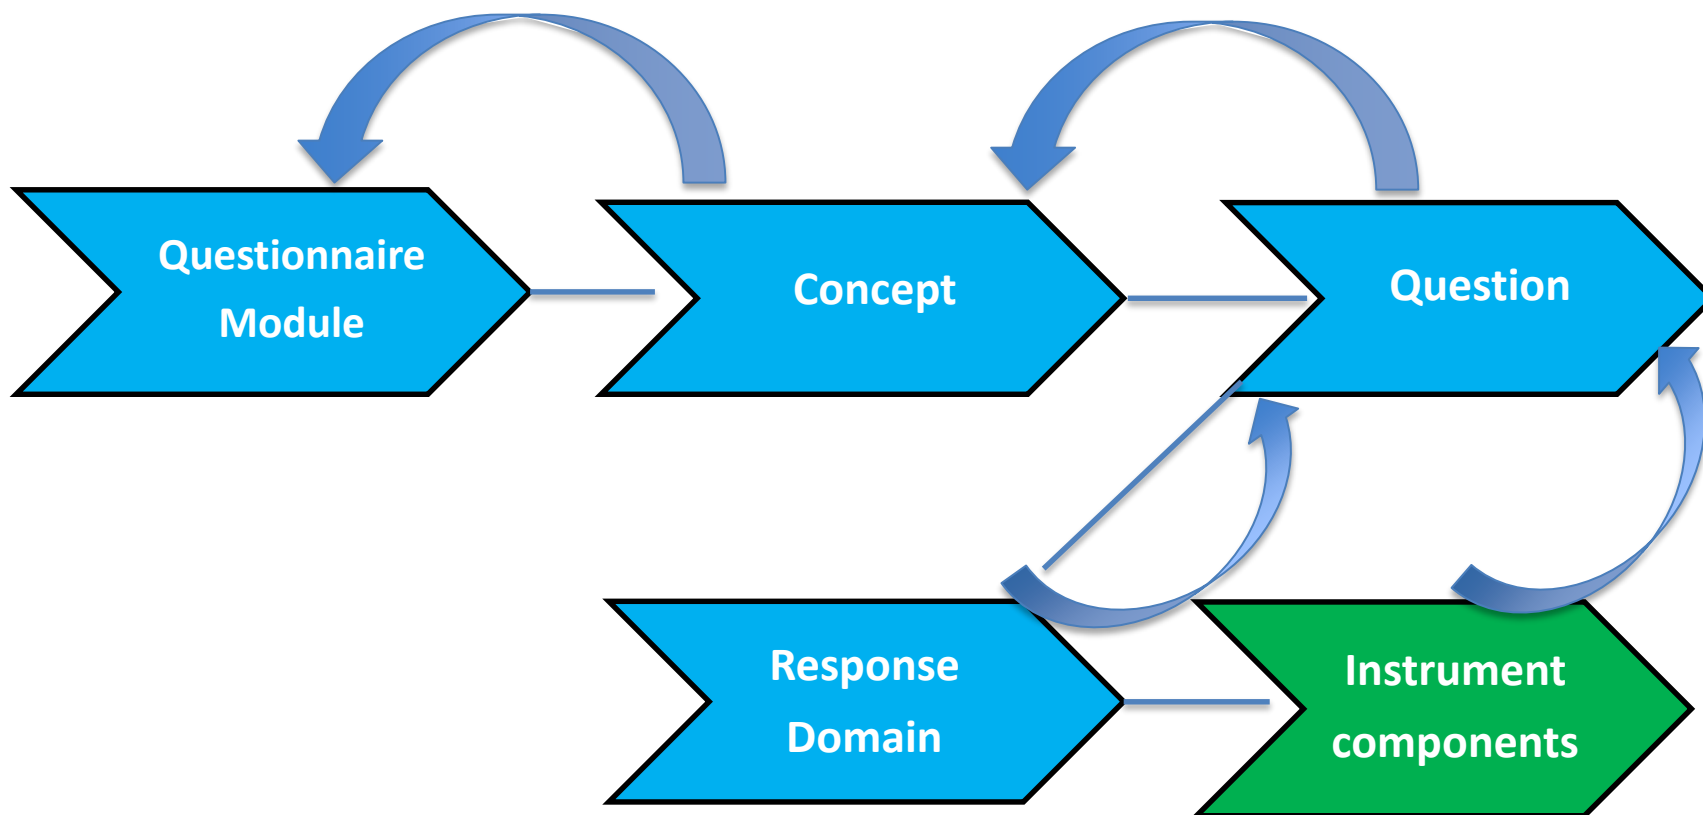 Questionnaire
Module
Concept
Question
Response
Domain
Instrument
components